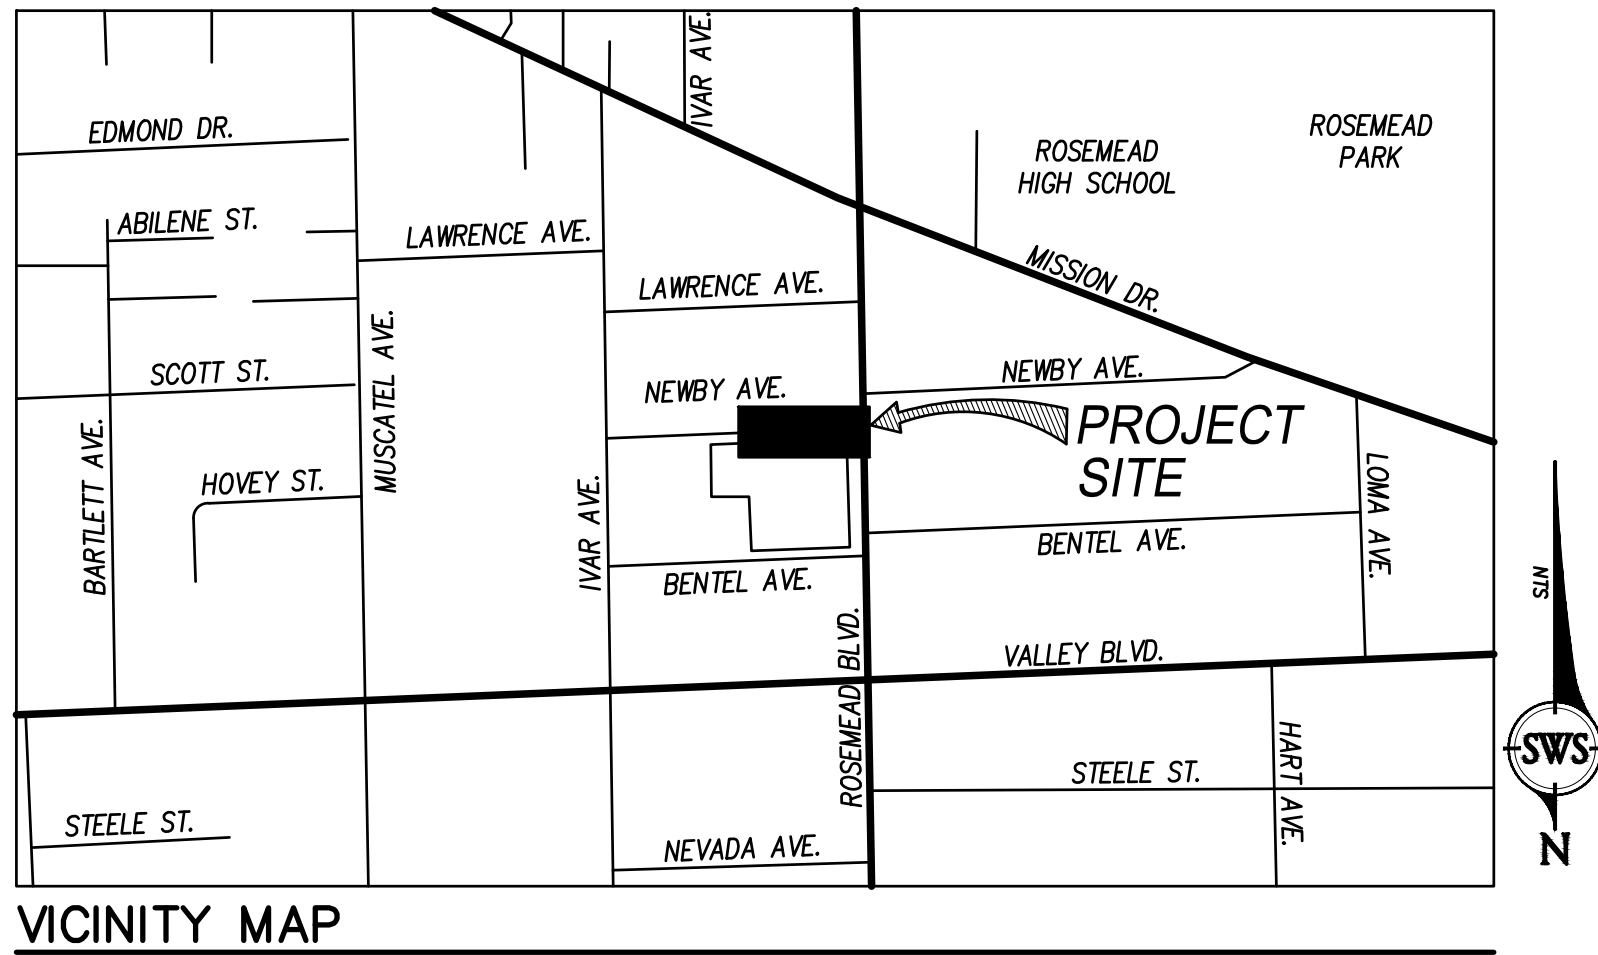 IVAR AVE.
EDMOND DR.
ROSEMEAD
HIGH SCHOOL
ROSEMEAD
PARK
ABILENE ST.
LAWRENCE AVE.
LAWRENCE AVE.
MISSION DR.
SCOTT ST.
MUSCATEL AVE.
NEWBY AVE.
NEWBY AVE.
PROJECT
SITE
BARTLETT AVE.
HOVEY ST.
IVAR AVE.
LOMA AVE.
BENTEL AVE.
BENTEL AVE.
NTS
ROSEMEAD BLVD.
VALLEY BLVD.
HART AVE.
SWS
STEELE ST.
STEELE ST.
NEVADA AVE.
N
VICINITY MAP